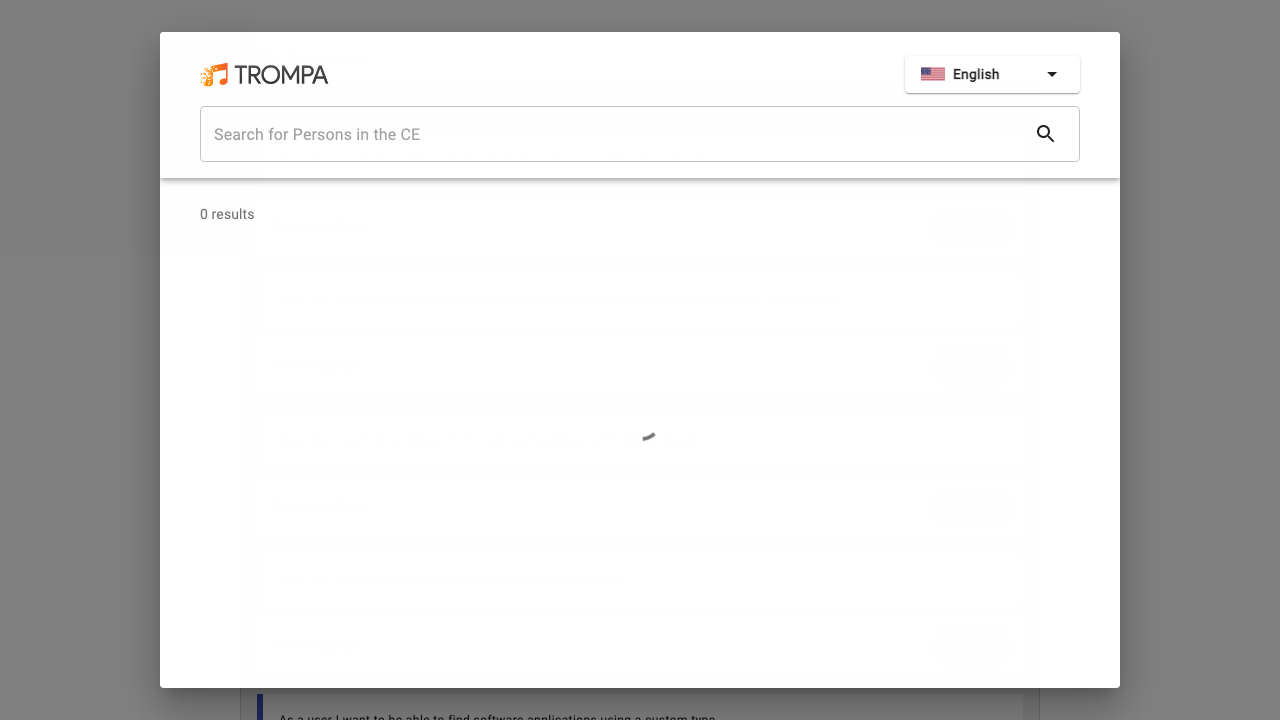 TROMPA
English
Search for Persons in the CE
0 results
As a user I want to be able to find software applications using a custom type